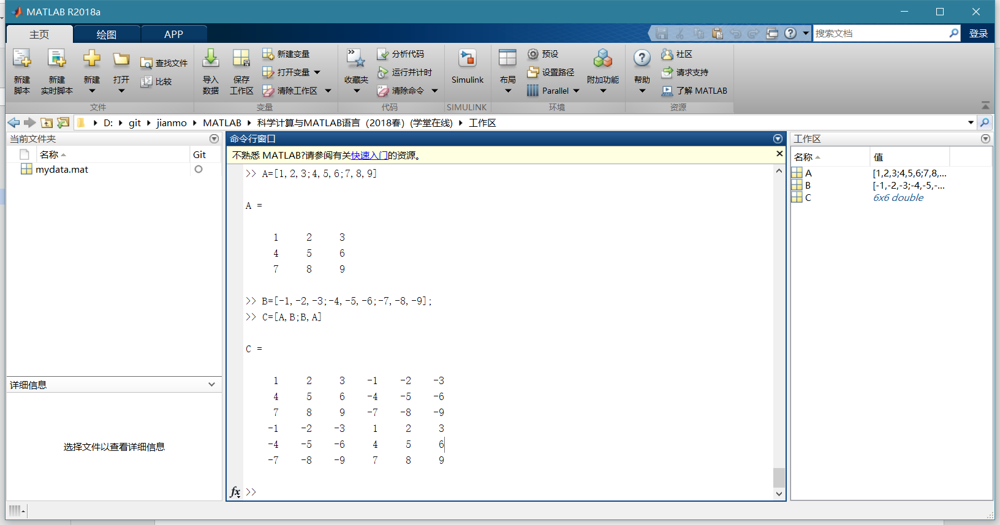 MATLAB R2018a
主页 绘图 APP 搜索文档 登录
新建脚本 新建实时脚本 新建 打开 查找文件 比较 导入数据 保存工作区 新建变量 打开变量 清除工作区 收藏夹 分析代码 运行并计时 清除命令 Simulink 布局 预设 设置路径 Parallel 附加功能 帮助 社区 请求支持 了解 MATLAB
文件 变量 代码 SIMULINK 环境 资源
D: git jianmo MATLAB 科学计算与MATLAB语言（2018春）(学堂在线) 工作区
当前文件夹
名称 Git
mydata.mat
详细信息
选择文件以查看详细信息
命令行窗口
不熟悉 MATLAB?请参阅有关快速入门的资源。
>> A=[1,2,3;4,5,6;7,8,9]
A =
1 2 3
4 5 6
7 8 9
>> B=[-1,-2,-3;-4,-5,-6;-7,-8,-9];
>> C=[A,B;B,A]
C =
1 2 3 -1 -2 -3
4 5 6 -4 -5 -6
7 8 9 -7 -8 -9
-1 -2 -3 1 2 3
-4 -5 -6 4 5 6
-7 -8 -9 7 8 9
fx >>
工作区
名称 值
A [1,2,3;4,5,6;7,8,...
B [-1,-2,-3;-4,-5,-...
C 6x6 double